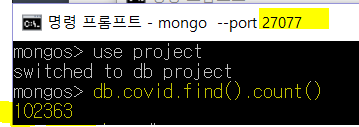 명령 프롬프트 - mongo --port 27077
mongos> use project
switched to db project
mongos> db.covid.find().count()
102363